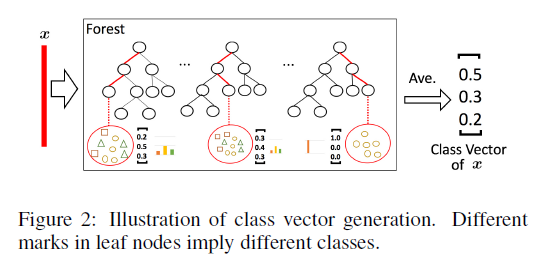 x
Forest
...
...
0.2
0.5
0.3
0.3
0.4
0.3
1.0
0.0
0.0
Ave.
0.5
0.3
0.2
Class Vector
of x
Figure 2: Illustration of class vector generation. Different
marks in leaf nodes imply different classes.